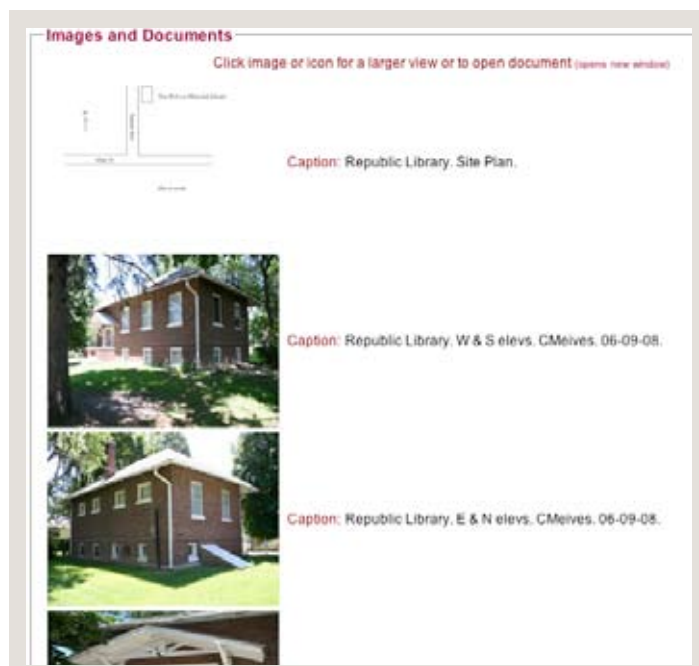 Images and Documents
Click image or icon for a larger view or to open document (opens new window)
Caption: Republic Library. Site Plan.
Caption: Republic Library. W & S elevs. CMeives. 06-09-08.
Caption: Republic Library. E & N elevs. CMeives. 06-09-08.